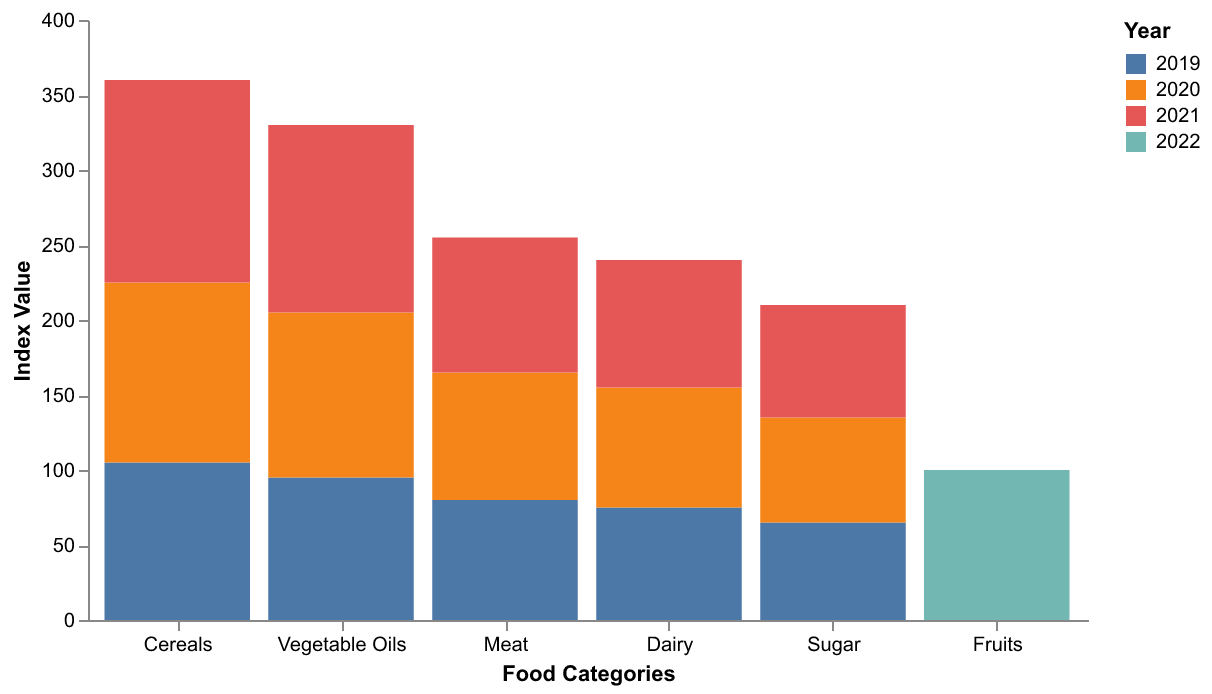 400
350
300
250
200
150
100
50
0
Index Value
Cereals
Vegetable Oils
Meat
Dairy
Sugar
Fruits
Food Categories
Year
2019
2020
2021
2022